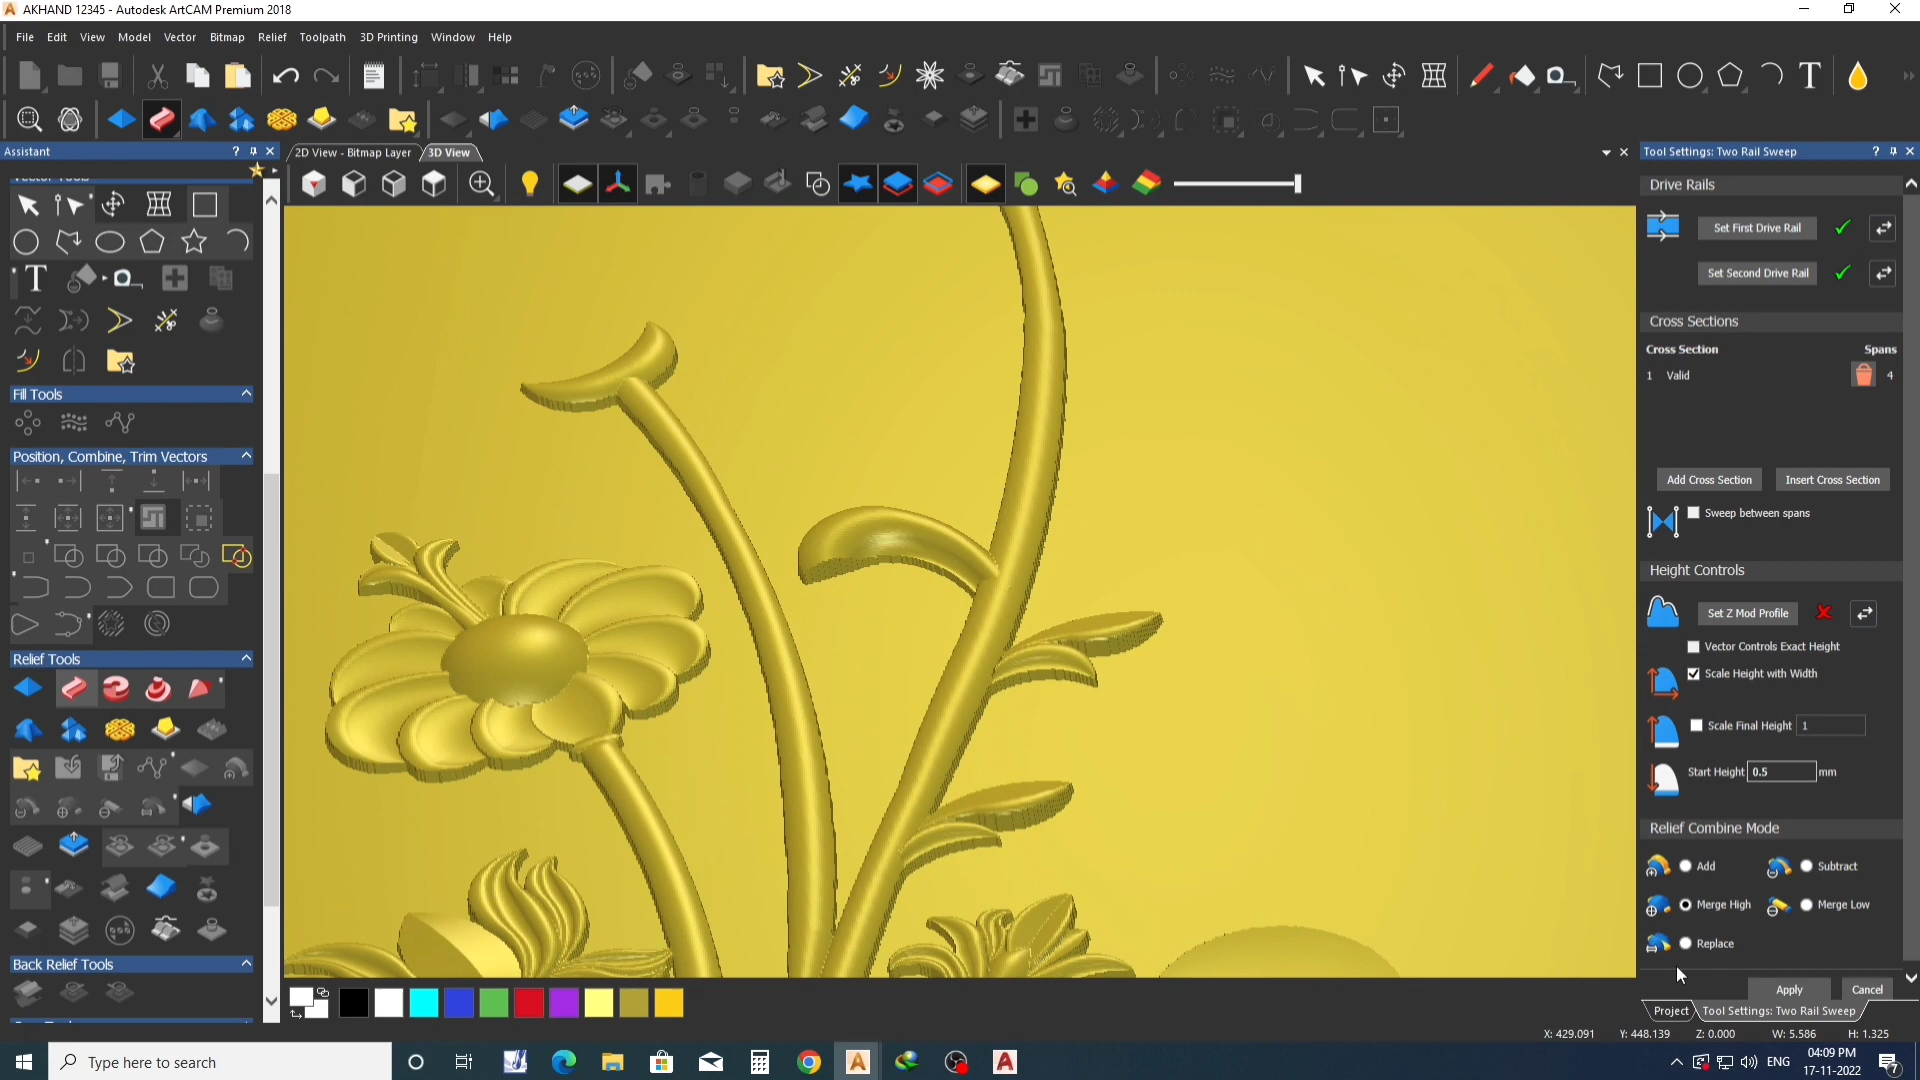 AKHAND 12345 - Autodesk ArtCAM Premium 2018
File Edit View Model Vector Bitmap Relief Toolpath 3D Printing Window Help
Assistant
2D View - Bitmap Layer
3D View
Tool Settings: Two Rail Sweep
Vector Tools
Fill Tools
Position, Combine, Trim Vectors
Relief Tools
Back Relief Tools
Drive Rails
Set First Drive Rail
Set Second Drive Rail
Cross Sections
Cross Section Spans
1 Valid 4
Add Cross Section Insert Cross Section
Sweep between spans
Height Controls
Set Z Mod Profile
Vector Controls Exact Height
Scale Height with Width
Scale Final Height 1
Start Height 0.5 mm
Relief Combine Mode
Add Subtract
Merge High Merge Low
Replace
Apply Cancel
Project Tool Settings: Two Rail Sweep
X: 429.091 Y: 448.139 Z: 0.000 W: 5.586 H: 1.325
Type here to search
ENG
04:09 PM
17-11-2022
7